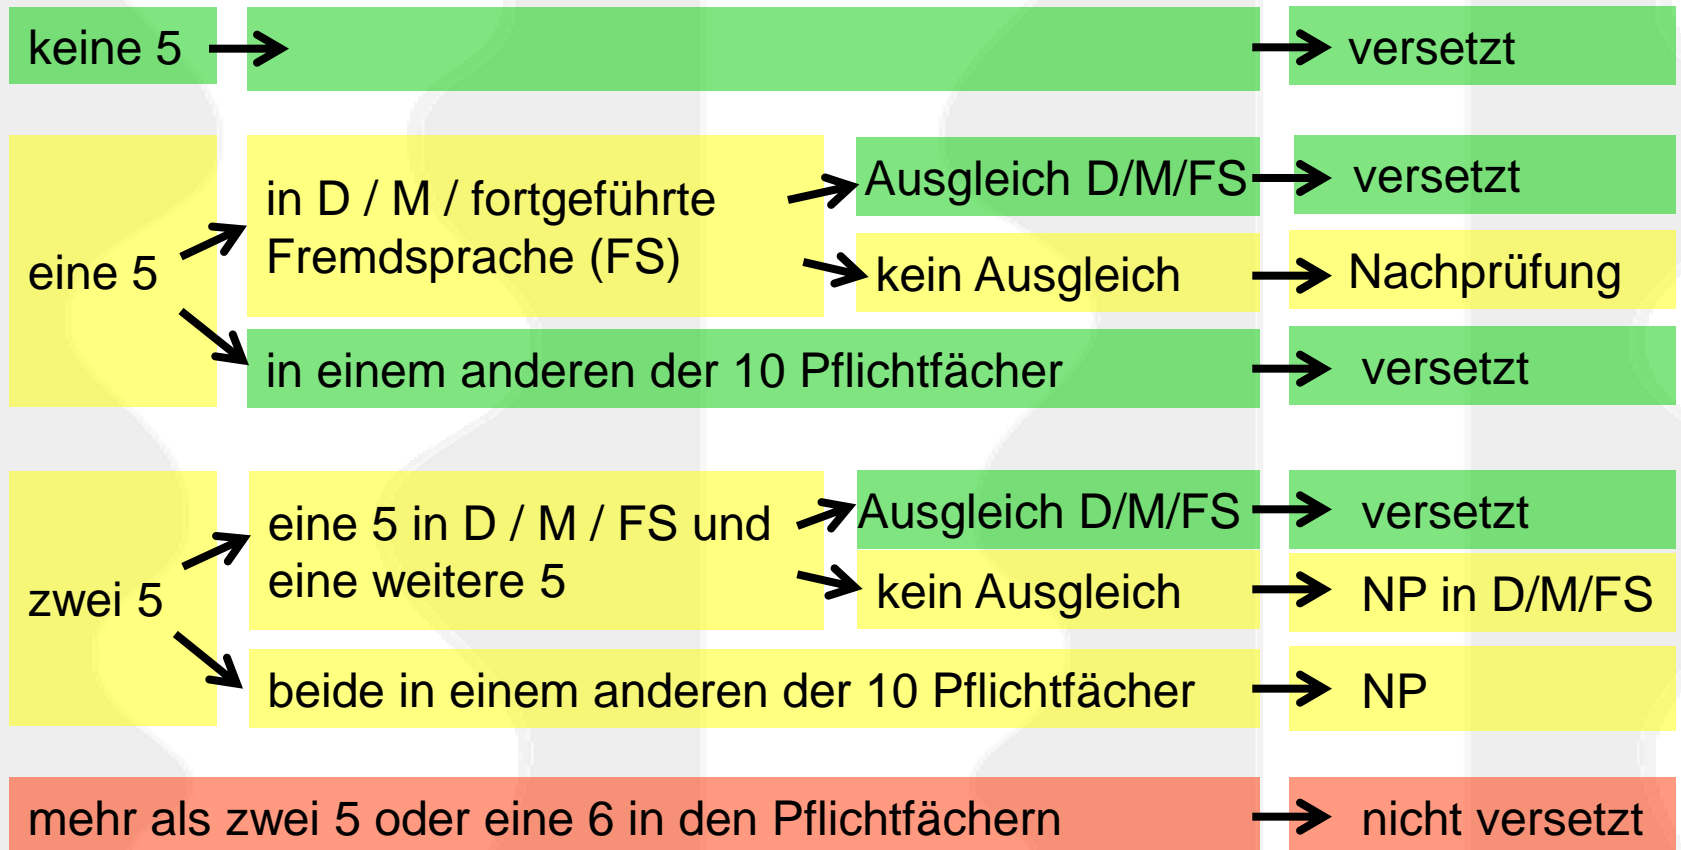 keine 5
versetzt
eine 5
in D / M / fortgeführte
Fremdsprache (FS)
Ausgleich D/M/FS
versetzt
kein Ausgleich
Nachprüfung
in einem anderen der 10 Pflichtfächer
versetzt
zwei 5
eine 5 in D / M / FS und
eine weitere 5
Ausgleich D/M/FS
versetzt
kein Ausgleich
NP in D/M/FS
beide in einem anderen der 10 Pflichtfächer
NP
mehr als zwei 5 oder eine 6 in den Pflichtfächern
nicht versetzt